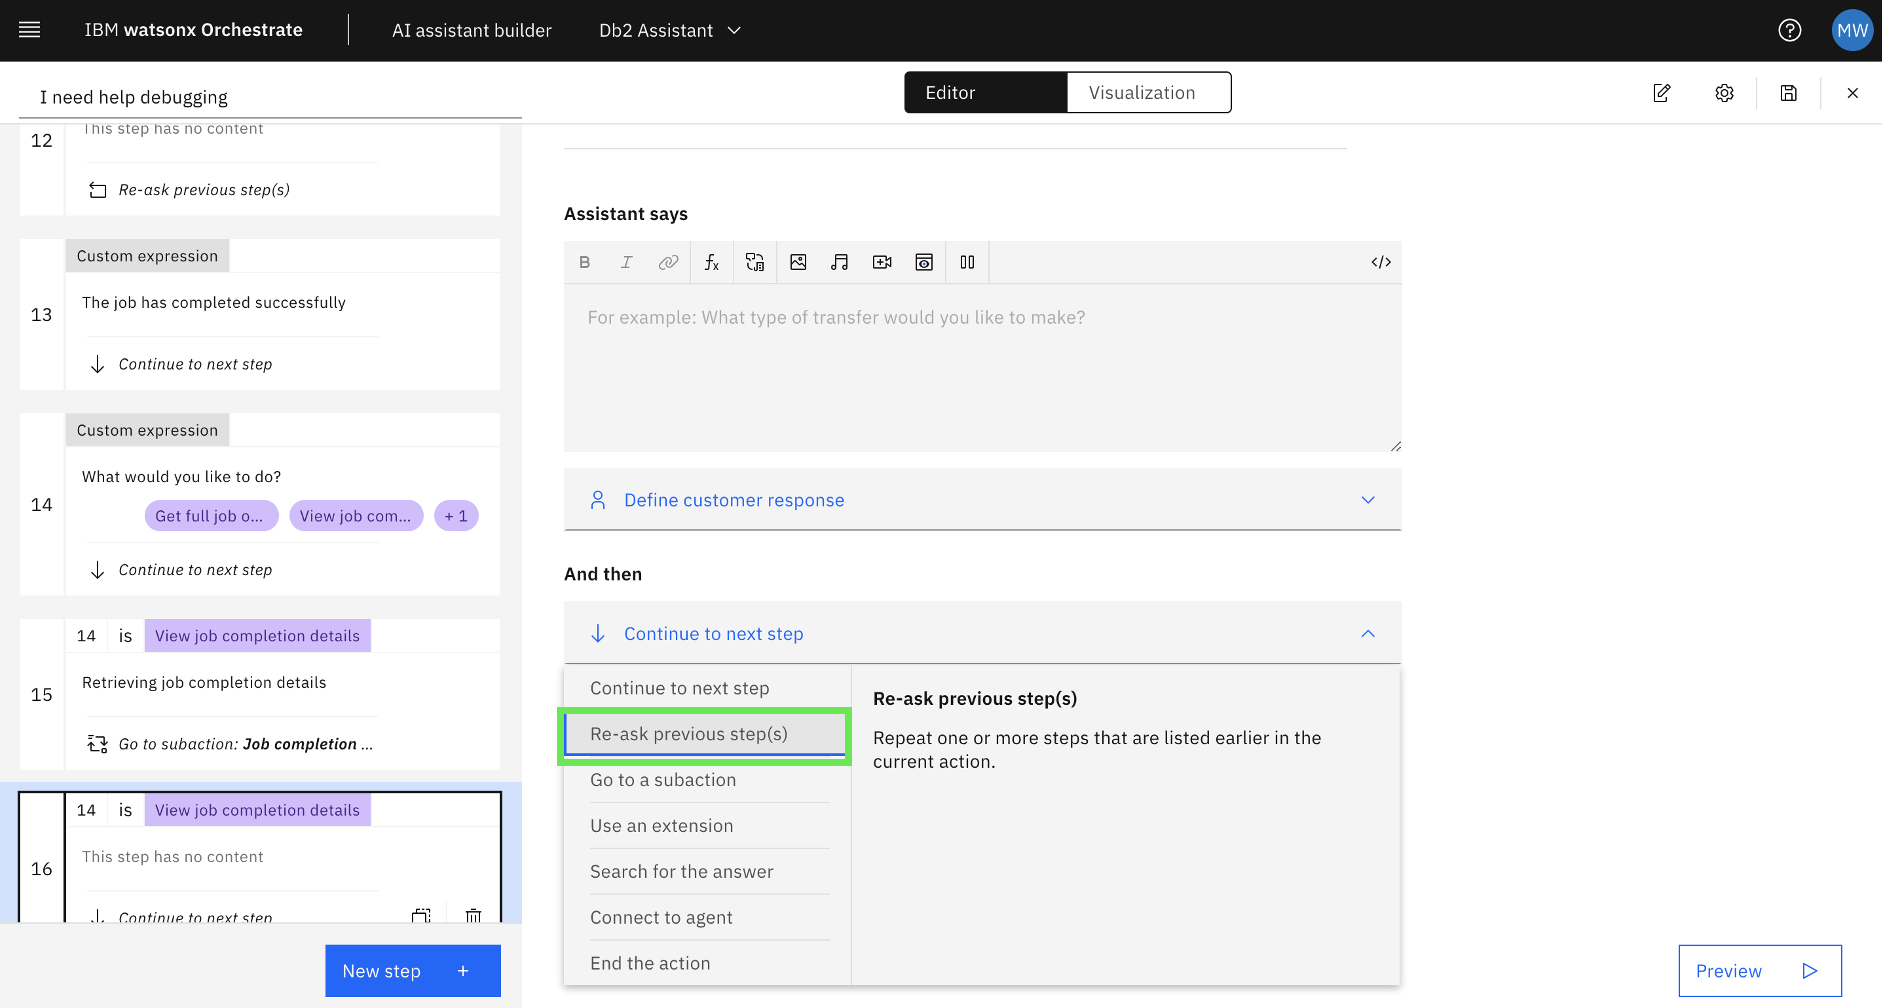 IBM watsonx Orchestrate
AI assistant builder
Db2 Assistant
MW
I need help debugging
Editor
Visualization
12
This step has no content
Re-ask previous step(s)
Custom expression
13
The job has completed successfully
Continue to next step
Custom expression
14
What would you like to do?
Get full job o...
View job com...
+ 1
Continue to next step
14 is View job completion details
15
Retrieving job completion details
Go to subaction: Job completion ...
14 is View job completion details
16
This step has no content
Continue to next step
New step +
Assistant says
B I fx </>
For example: What type of transfer would you like to make?
Define customer response
And then
Continue to next step
Continue to next step
Re-ask previous step(s)
Go to a subaction
Use an extension
Search for the answer
Connect to agent
End the action
Re-ask previous step(s)
Repeat one or more steps that are listed earlier in the
current action.
Preview